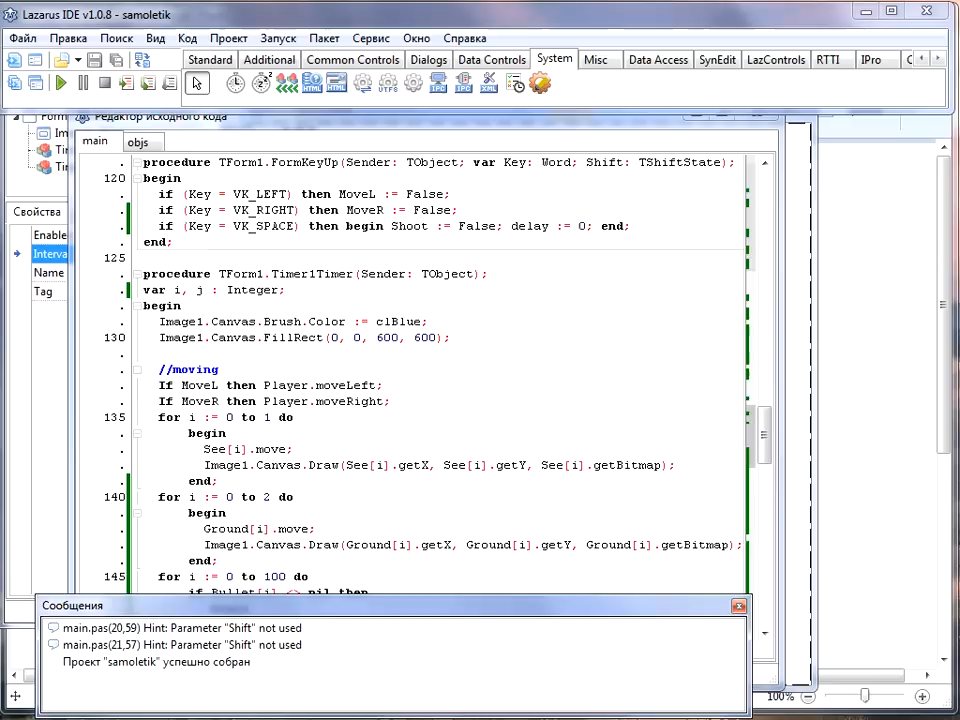 Lazarus IDE v1.0.8 - samoletik
Файл Правка Поиск Вид Код Проект Запуск Пакет Сервис Окно Справка
Standard Additional Common Controls Dialogs Data Controls System Misc Data Access SynEdit LazControls RTTI IPro
Редактор исходного кода
main objs
procedure TForm1.FormKeyUp(Sender: TObject; var Key: Word; Shift: TShiftState);
120 begin
if (Key = VK_LEFT) then MoveL := False;
if (Key = VK_RIGHT) then MoveR := False;
if (Key = VK_SPACE) then begin Shoot := False; delay := 0; end;
end;
125
procedure TForm1.Timer1Timer(Sender: TObject);
var i, j : Integer;
begin
Image1.Canvas.Brush.Color := clBlue;
130 Image1.Canvas.FillRect(0, 0, 600, 600);
//moving
If MoveL then Player.moveLeft;
If MoveR then Player.moveRight;
135 for i := 0 to 1 do
begin
See[i].move;
Image1.Canvas.Draw(See[i].getX, See[i].getY, See[i].getBitmap);
end;
140 for i := 0 to 2 do
begin
Ground[i].move;
Image1.Canvas.Draw(Ground[i].getX, Ground[i].getY, Ground[i].getBitmap);
end;
145 for i := 0 to 100 do
if Bullet[i] <> nil then
Form
Im
Tim
Tim
Свойства
Enable
Interva
Name
Tag
Сообщения
main.pas(20,59) Hint: Parameter "Shift" not used
main.pas(21,57) Hint: Parameter "Shift" not used
Проект "samoletik" успешно собран
100%